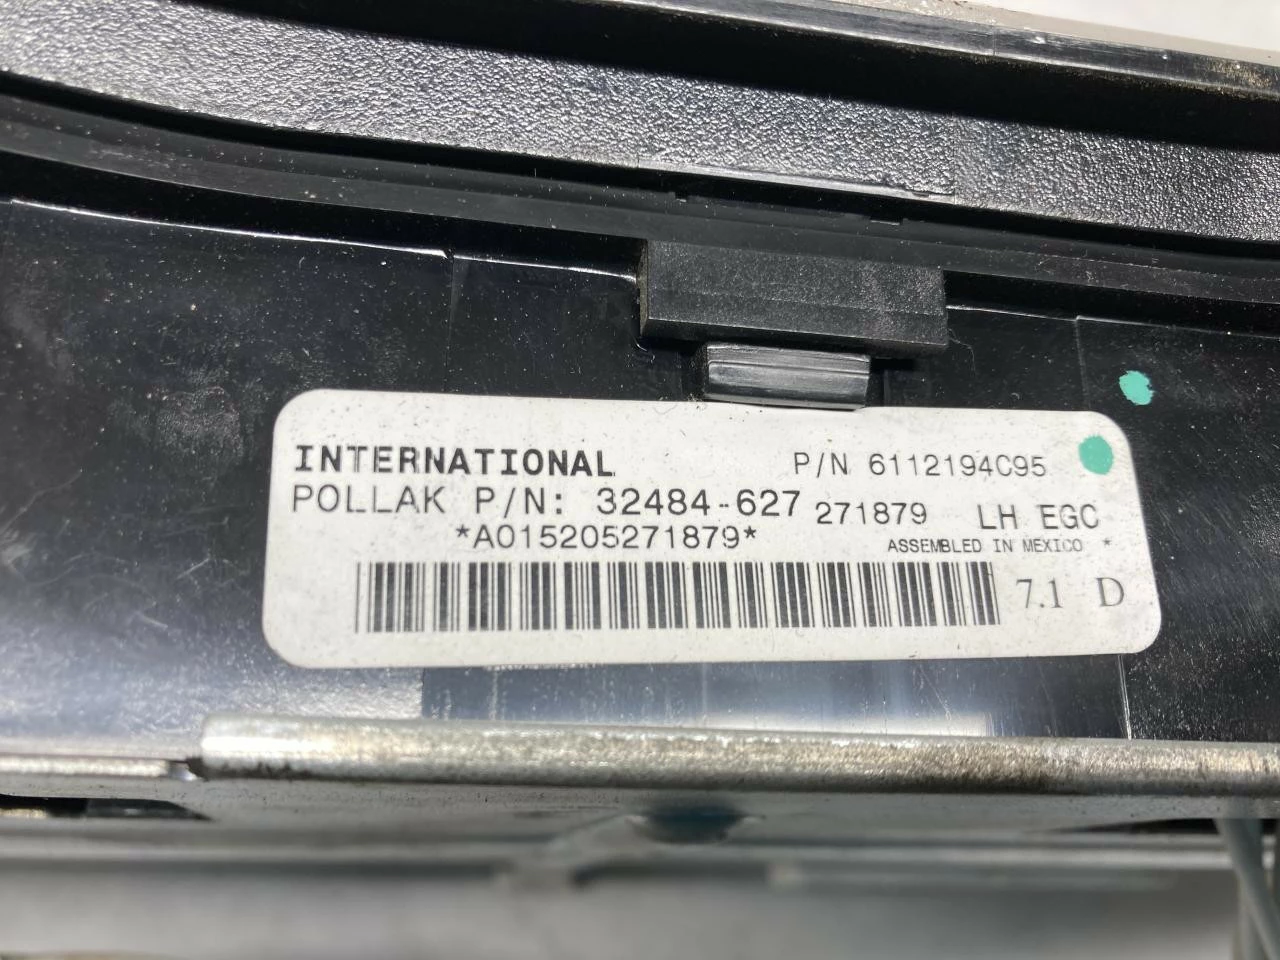 INTERNATIONAL P/N 6112194C95
POLLAK P/N: 32484-627 271879 LH EGC
*A015205271879* ASSEMBLED IN MEXICO *
7.1 D